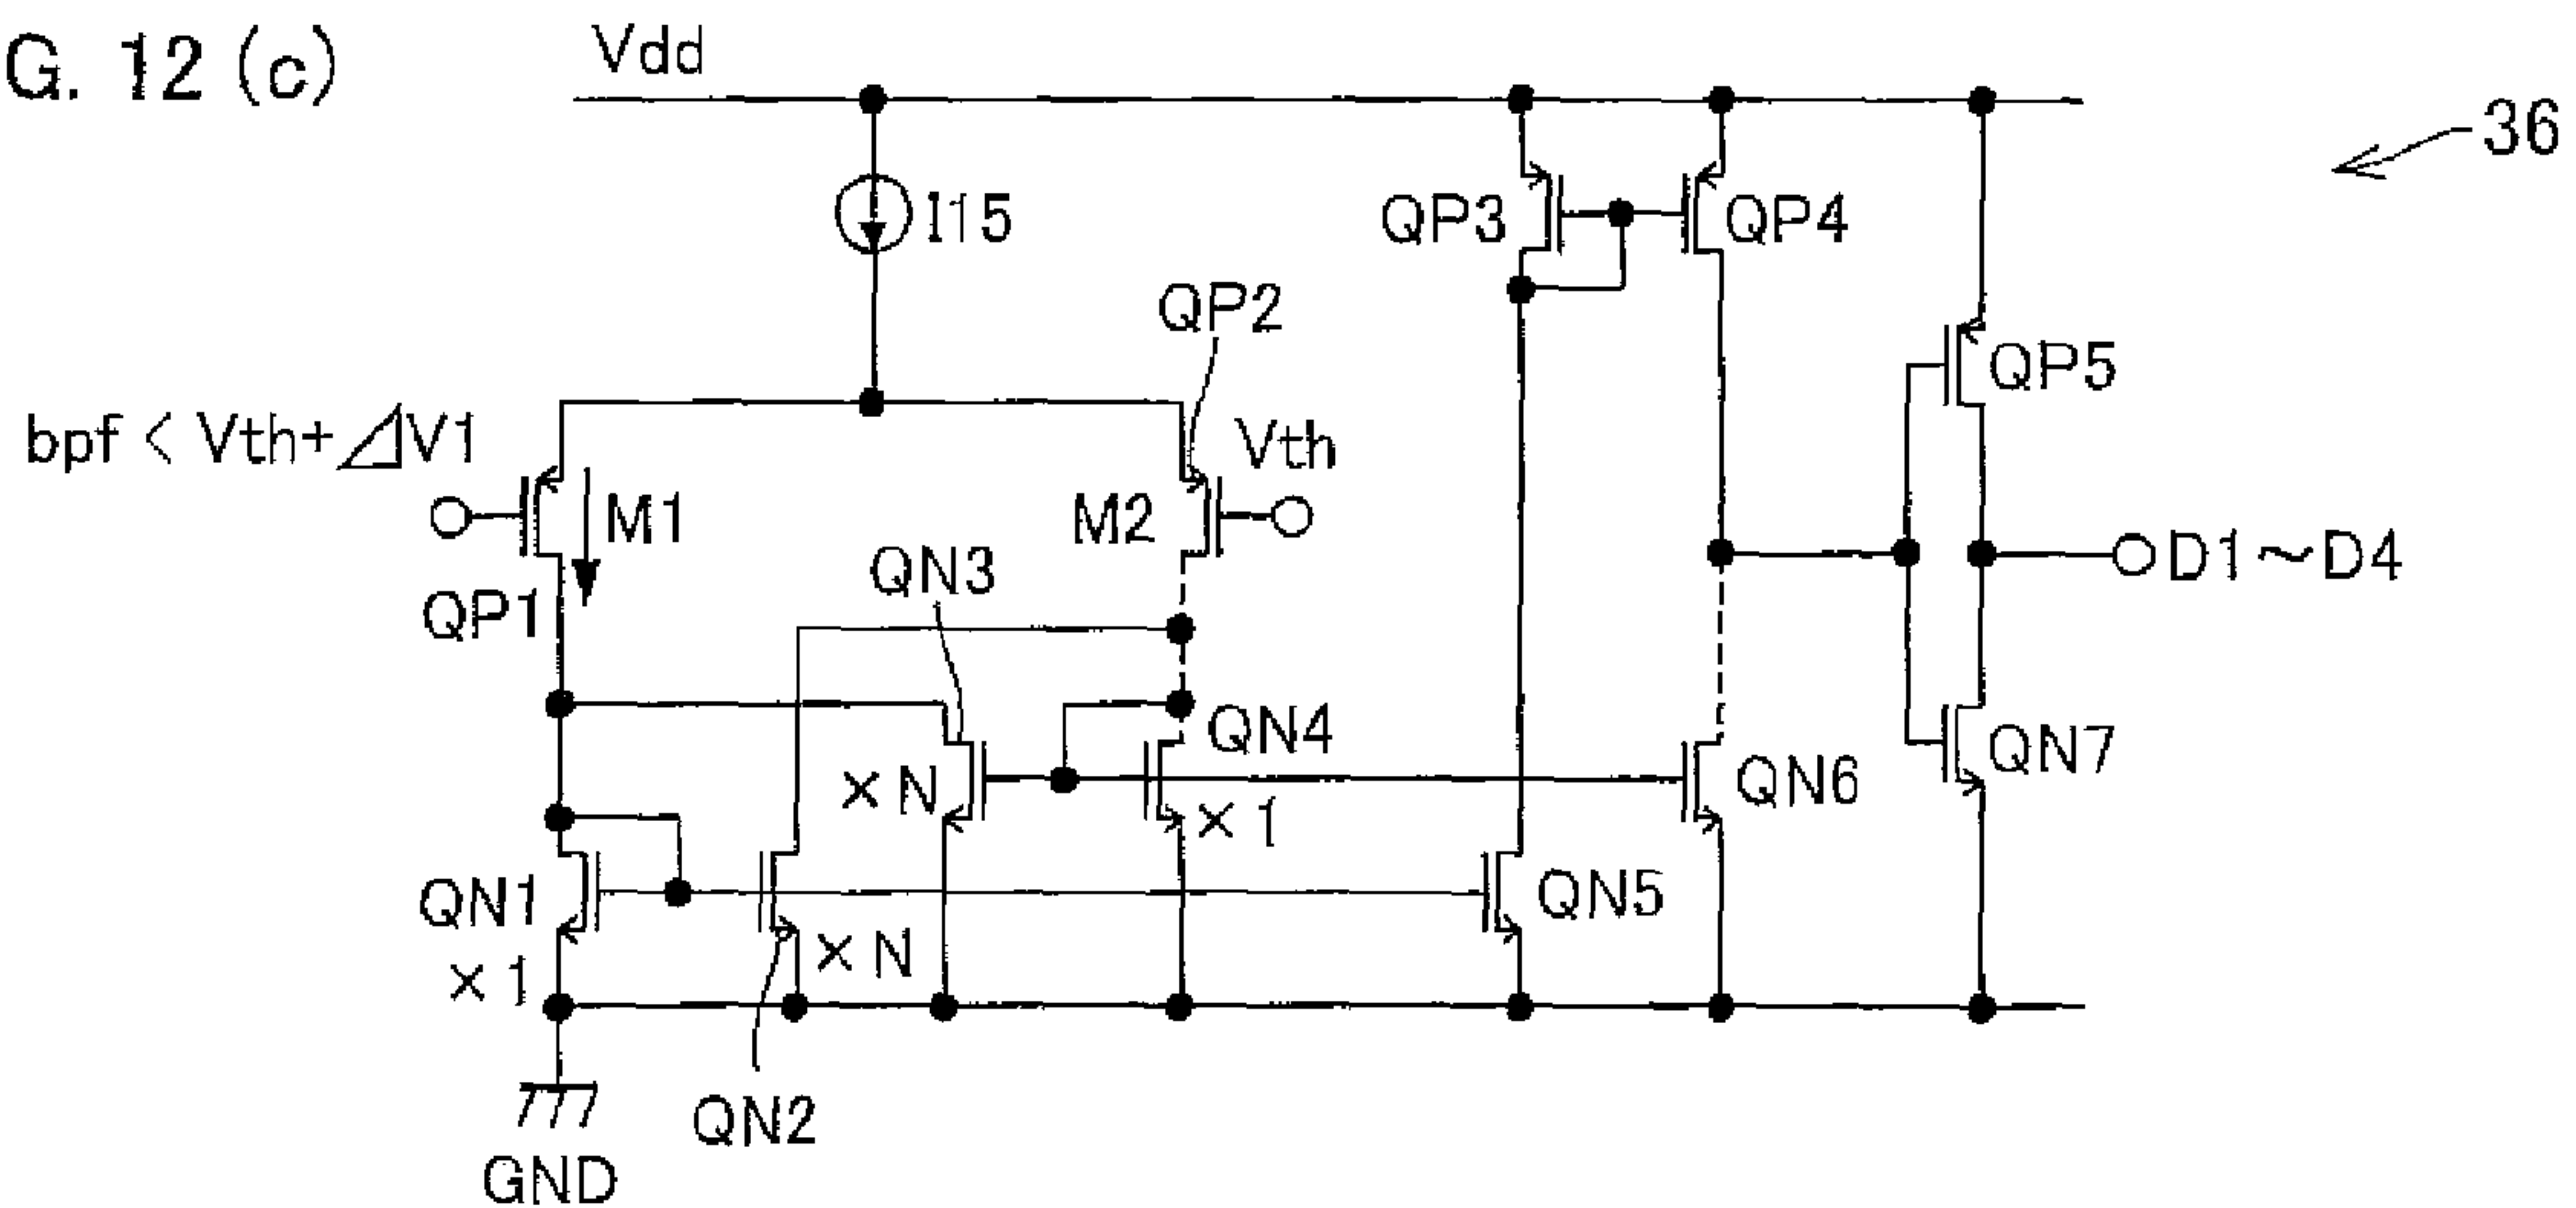 G. 12 (c)
Vdd
36
I15
QP3
QP4
QP2
QP5
bpf < Vth+⊿V1
Vth
M1
M2
QN3
D1～D4
QP1
QN4
× N
× 1
QN6
QN7
QN1
QN5
× N
× 1
QN2
GND